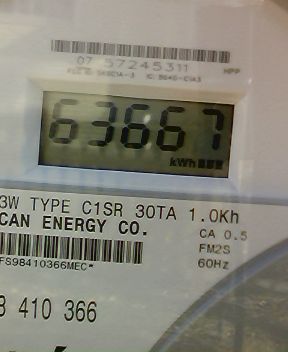 07 57245311
HPP
63667
kWh
3W TYPE C1SR 30TA 1.0Kh
CAN ENERGY CO.
CA 0.5
FM2S
60Hz
FS98410366MEC*
8 410 366